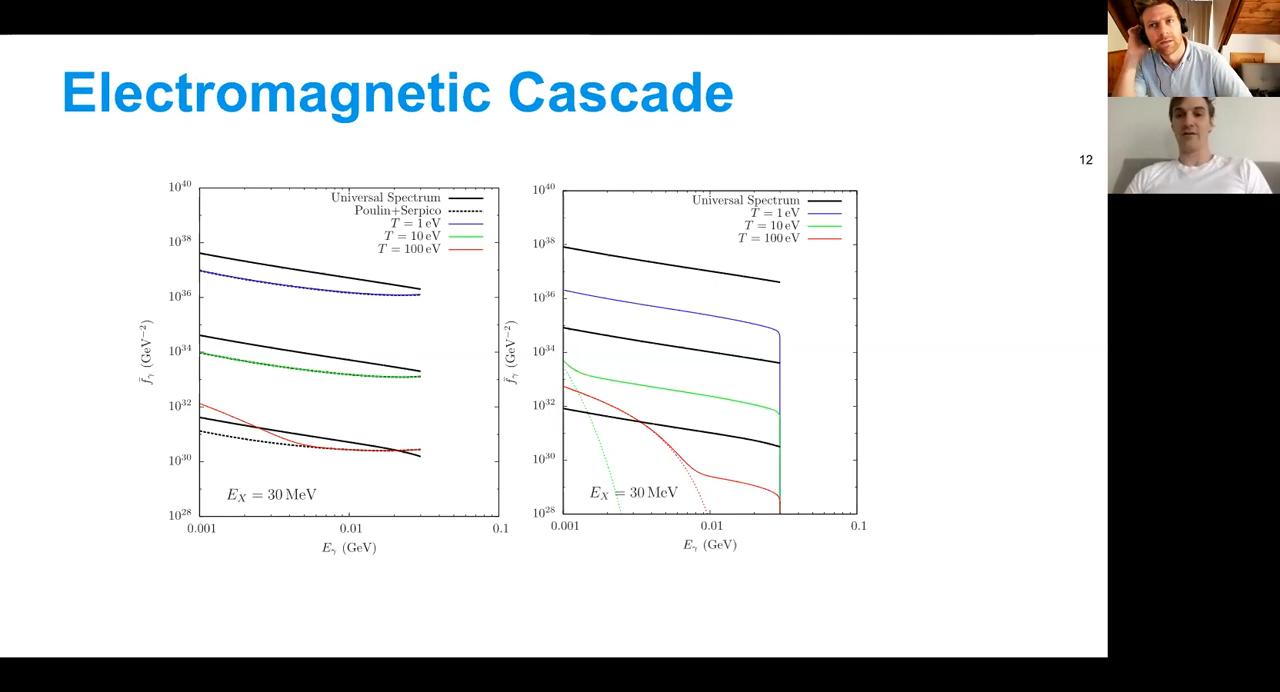 Electromagnetic Cascade
12
10^40
10^38
10^36
10^34
10^32
10^30
10^28
f̄_γ (GeV^−2)
Universal Spectrum
Poulin+Serpico
T = 1 eV
T = 10 eV
T = 100 eV
E_X = 30 MeV
0.001 0.01 0.1
E_γ (GeV)
10^40
10^38
10^36
10^34
10^32
10^30
10^28
f̄_γ (GeV^−2)
Universal Spectrum
T = 1 eV
T = 10 eV
T = 100 eV
E_X = 30 MeV
0.001 0.01 0.1
E_γ (GeV)